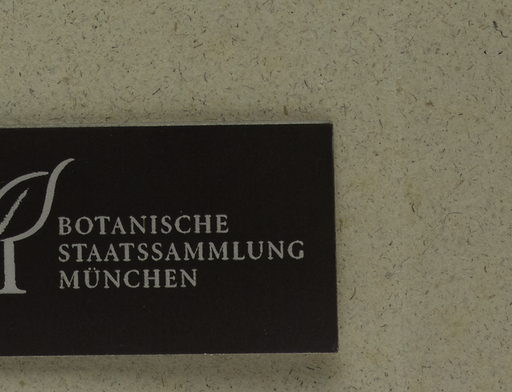 BOTANISCHE
STAATSSAMMLUNG
MÜNCHEN